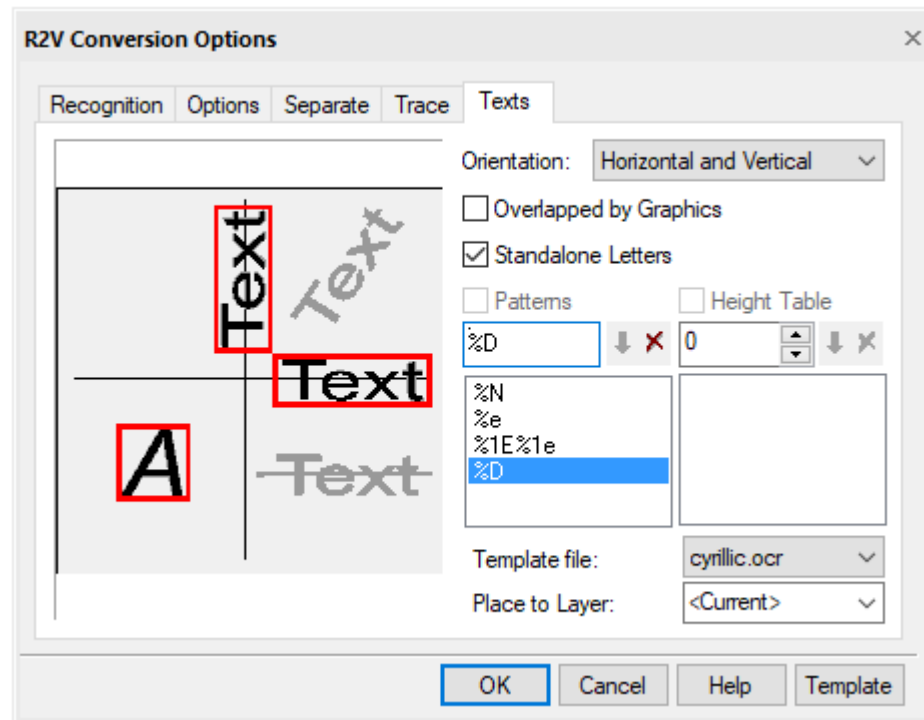 R2V Conversion Options
Recognition Options Separate Trace Texts
Orientation: Horizontal and Vertical
Overlapped by Graphics
Standalone Letters
Patterns Height Table
%D 0
%N
%e
%1E%1e
%D
Template file: cyrillic.ocr
Place to Layer: <Current>
Text
Text
Text
A
Text
OK Cancel Help Template